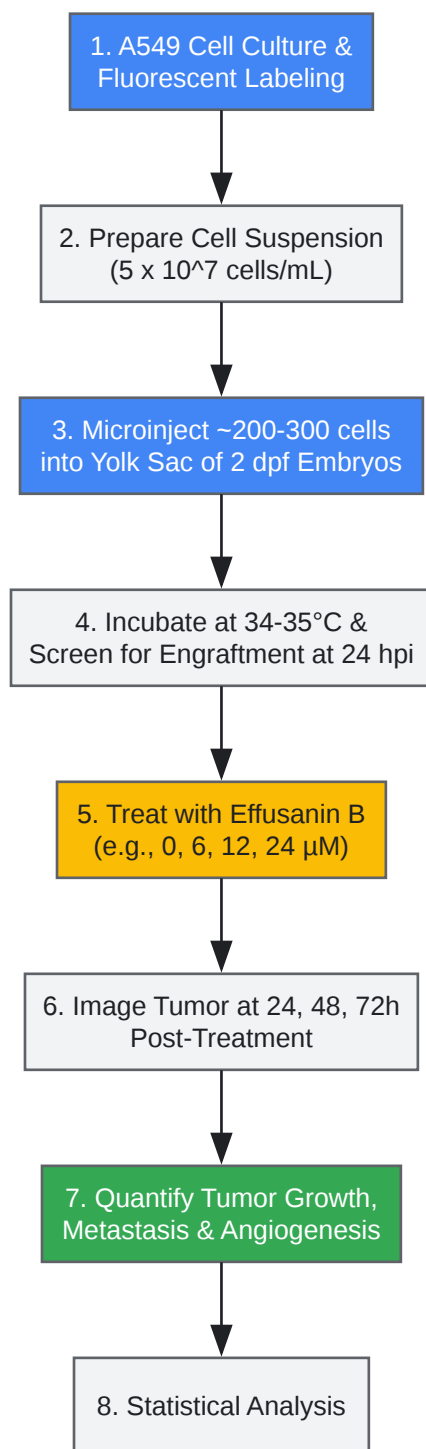 1. A549 Cell Culture &
Fluorescent Labeling
2. Prepare Cell Suspension
(5 x 10^7 cells/mL)
3. Microinject ~200-300 cells
into Yolk Sac of 2 dpf Embryos
4. Incubate at 34-35°C &
Screen for Engraftment at 24 hpi
5. Treat with Effusanin B
(e.g., 0, 6, 12, 24 µM)
6. Image Tumor at 24, 48, 72h
Post-Treatment
7. Quantify Tumor Growth,
Metastasis & Angiogenesis
8. Statistical Analysis